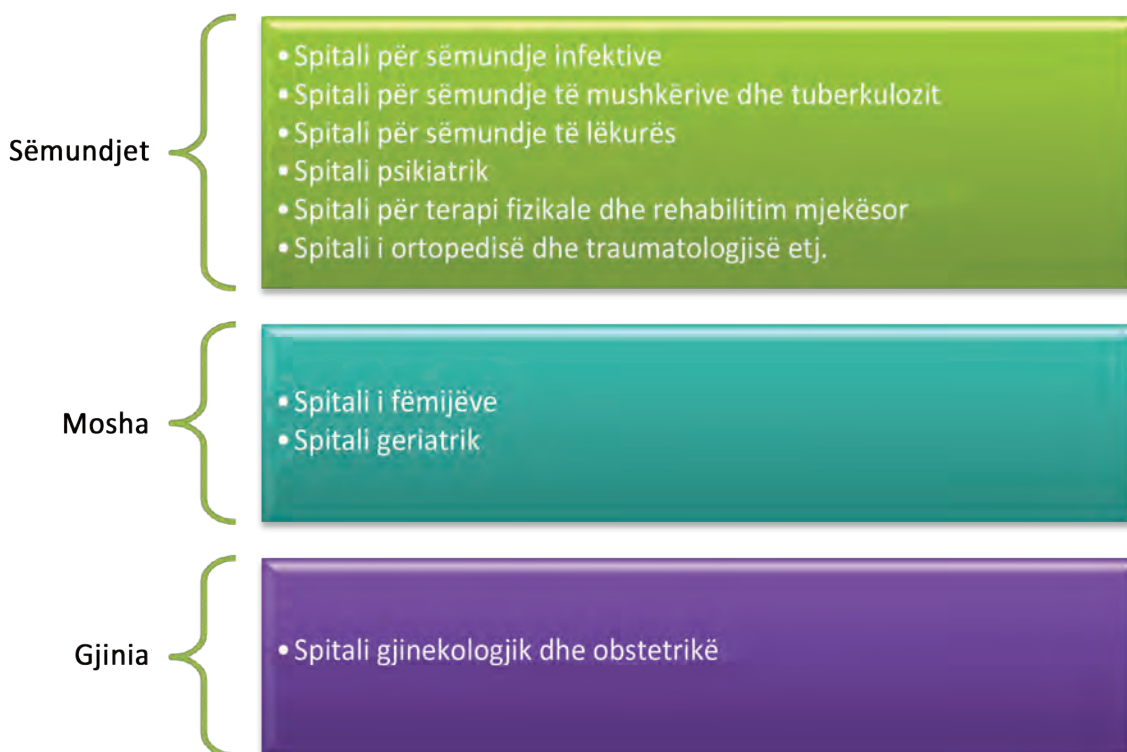 Sëmundjet
• Spitali për sëmundje infektive
• Spitali për sëmundje të mushkërive dhe tuberkulozit
• Spitali për sëmundje të lëkurës
• Spitali psikiatrik
• Spitali për terapi fizikale dhe rehabilitim mjekësor
• Spitali i ortopedisë dhe traumatologjisë etj.
Mosha
• Spitali i fëmijëve
• Spitali geriatrik
Gjinia
• Spitali gjinekologjik dhe obstetrikë